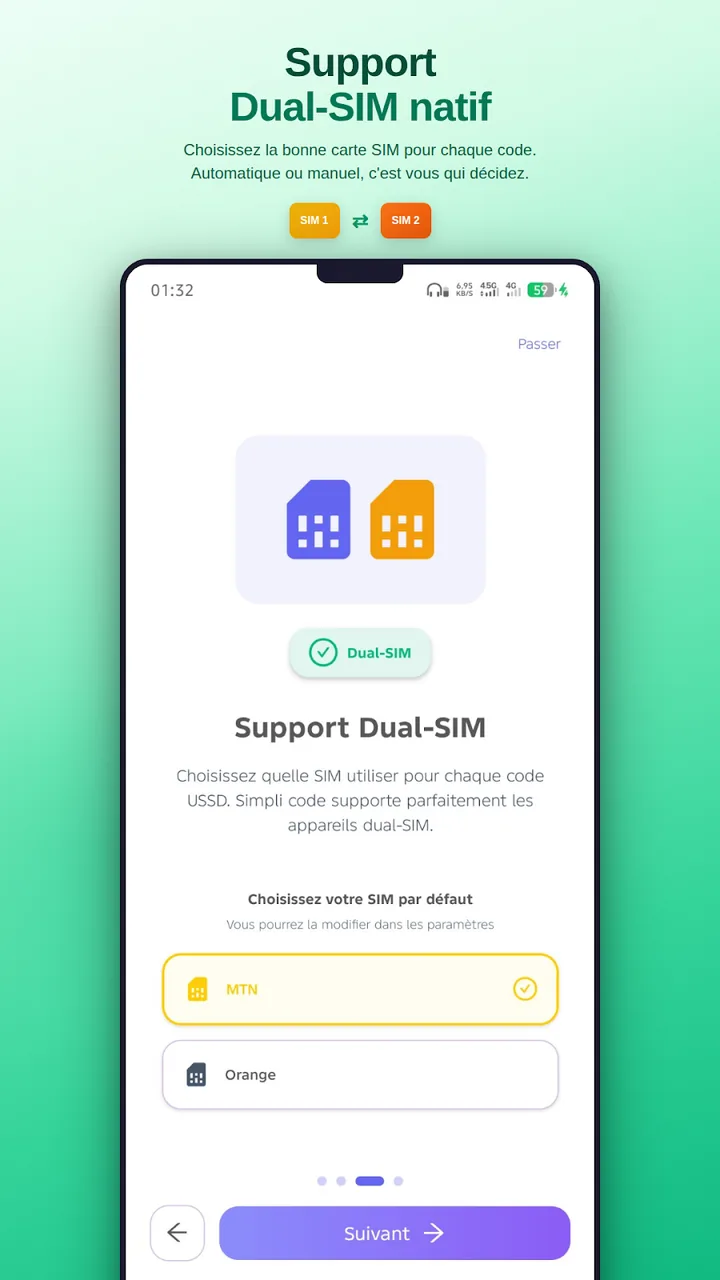 Support
Dual-SIM natif
Choisissez la bonne carte SIM pour chaque code.
Automatique ou manuel, c'est vous qui décidez.
SIM 1 ⇄ SIM 2
01:32 6,95 KB/S 45G 4G 59
Passer
Dual-SIM
Support Dual-SIM
Choisissez quelle SIM utiliser pour chaque code
USSD. Simpli code supporte parfaitement les
appareils dual-SIM.
Choisissez votre SIM par défaut
Vous pourrez la modifier dans les paramètres
MTN
Orange
Suivant →